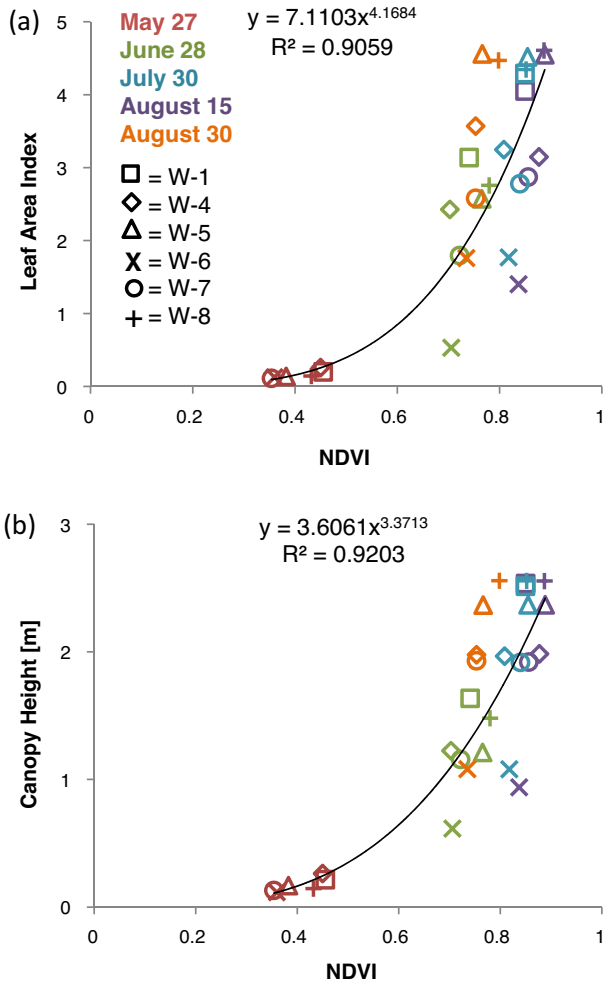 (a)
y = 7.1103x^4.1684
R² = 0.9059
May 27
June 28
July 30
August 15
August 30
= W-1
= W-4
= W-5
= W-6
= W-7
= W-8
Leaf Area Index
5
4
3
2
1
0
0 0.2 0.4 0.6 0.8 1
NDVI
(b)
y = 3.6061x^3.3713
R² = 0.9203
Canopy Height [m]
3
2
1
0
0 0.2 0.4 0.6 0.8 1
NDVI